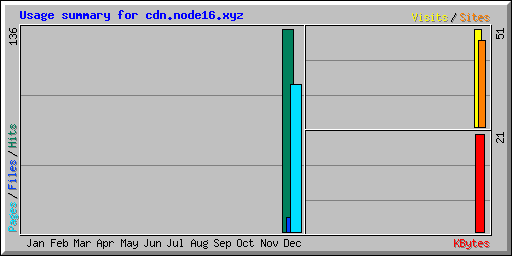 Usage summary for cdn.node16.xyz
Visits / Sites
136
51
Pages / Files / Hits
21
Jan Feb Mar Apr May Jun Jul Aug Sep Oct Nov Dec
KBytes